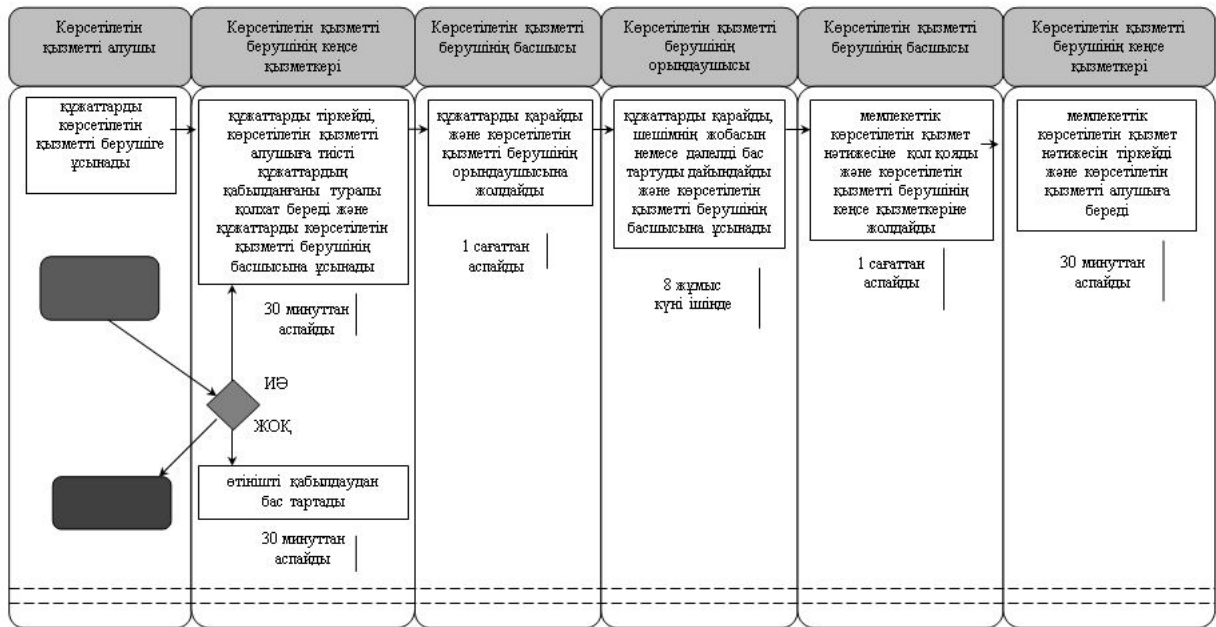 Көрсетілетін
қызметті алушы
Көрсетілетін қызметті
берушінің кеңсе
қызметкері
Көрсетілетін қызметті
берушінің басшысы
Көрсетілетін қызметті
берушінің
орындаушысы
Көрсетілетін қызметті
берушінің басшысы
Көрсетілетін қызметті
берушінің кеңсе
қызметкері
құжаттарды
көрсетілетін
қызметті берушіге
ұсынады
құжаттарды тіркейді,
көрсетілетін қызметті
алушыға тиісті
құжаттардың
қабылданғаны туралы
қолхат береді және
құжаттарды көрсетілетін
қызметті берушінің
басшысына ұсынады
30 минуттан
аспайды
ИӘ
ЖОҚ
өтінішті қабылдаудан
бас тартады
30 минуттан
аспайды
құжаттарды қарайды
және көрсетілетін
қызметті берушінің
орындаушысына
жолдайды
1 сағаттан
аспайды
құжаттарды қарайды,
шешімнің жобасын
немесе дәлелді бас
тартуды дайындайды
және көрсетілетін
қызметті берушінің
басшысына ұсынады
8 жұмыс
күні ішінде
мемлекеттік
көрсетілетін қызмет
нәтижесіне қол қояды
және көрсетілетін
қызметті берушінің
кеңсе қызметкеріне
жолдайды
1 сағаттан
аспайды
мемлекеттік
көрсетілетін қызмет
нәтижесін тіркейді және
көрсетілетін
қызметті алушыға
береді
30 минуттан
аспайды